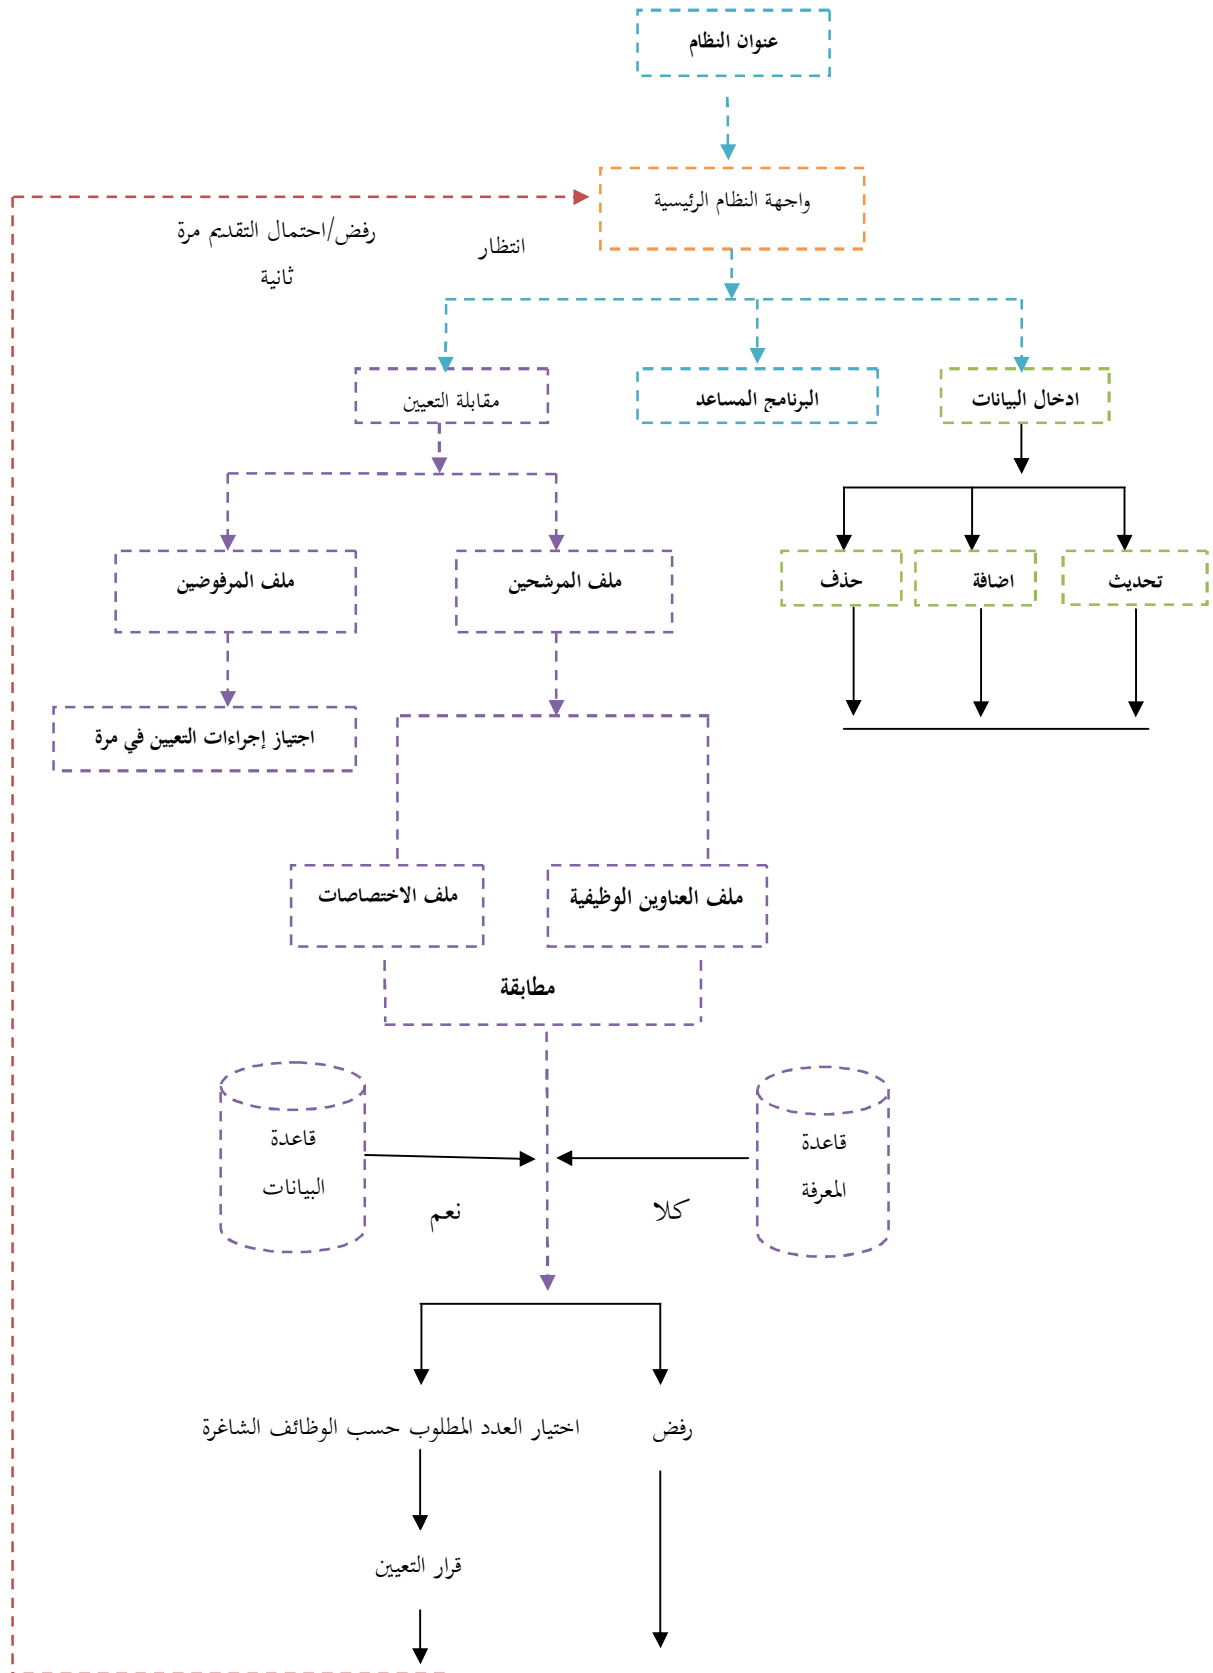 عنوان النظام
واجهة النظام الرئيسية
رفض/احتمال التقديم مرة
ثانية
انتظار
ادخال البيانات
البرنامج المساعد
مقابلة التعيين
تحديث
اضافة
حذف
ملف المرشحين
ملف المرفوضين
اجتياز إجراءات التعيين في مرة
ملف العناوين الوظيفية
ملف الاختصاصات
مطابقة
قاعدة
المعرفة
قاعدة
البيانات
كلا
نعم
رفض
اختيار العدد المطلوب حسب الوظائف الشاغرة
قرار التعيين